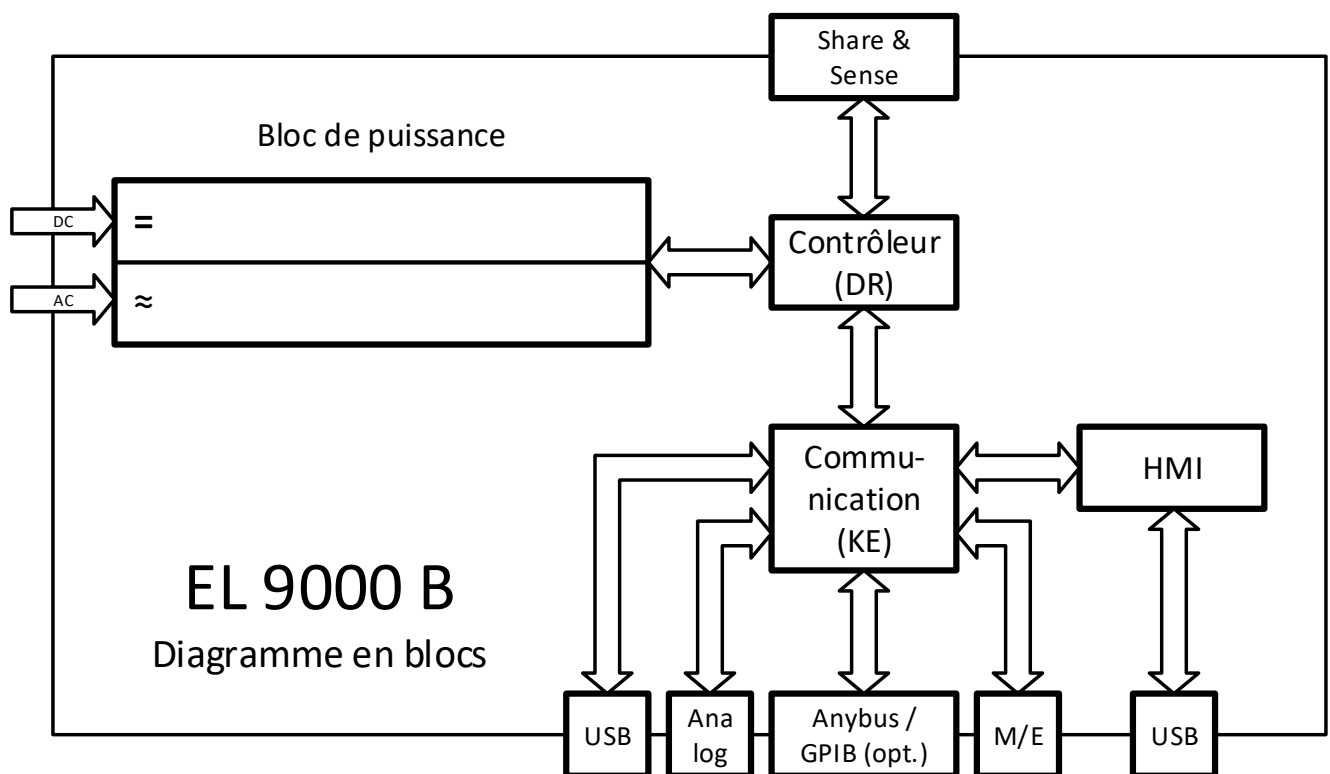 Share &
Sense
Bloc de puissance
DC
=
Contrôleur
(DR)
AC
≈
Commu-
nication
(KE)
HMI
EL 9000 B
Diagramme en blocs
USB
Ana
log
Anybus /
GPIB (opt.)
M/E
USB